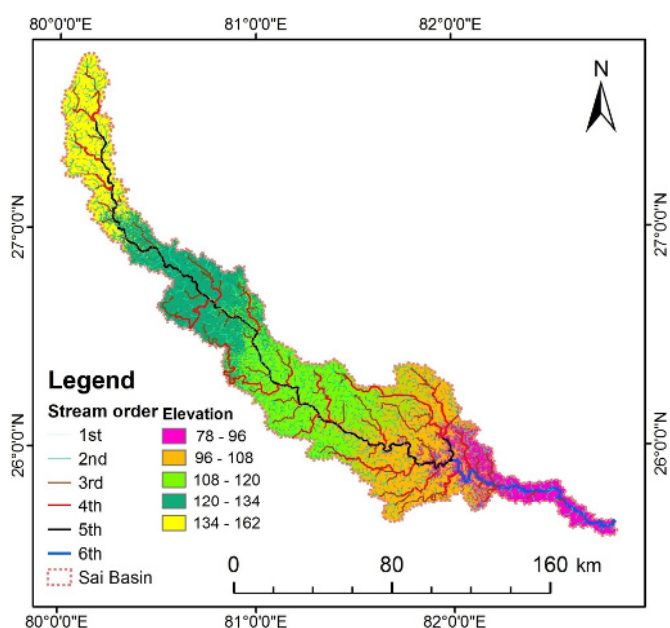 80°0'0"E 81°0'0"E 82°0'0"E
N
27°0'0"N 27°0'0"N
26°0'0"N 26°0'0"N
Legend
Stream order Elevation
1st 78 - 96
2nd 96 - 108
3rd 108 - 120
4th 120 - 134
5th 134 - 162
6th
Sai Basin
0 80 160 km
80°0'0"E 81°0'0"E 82°0'0"E